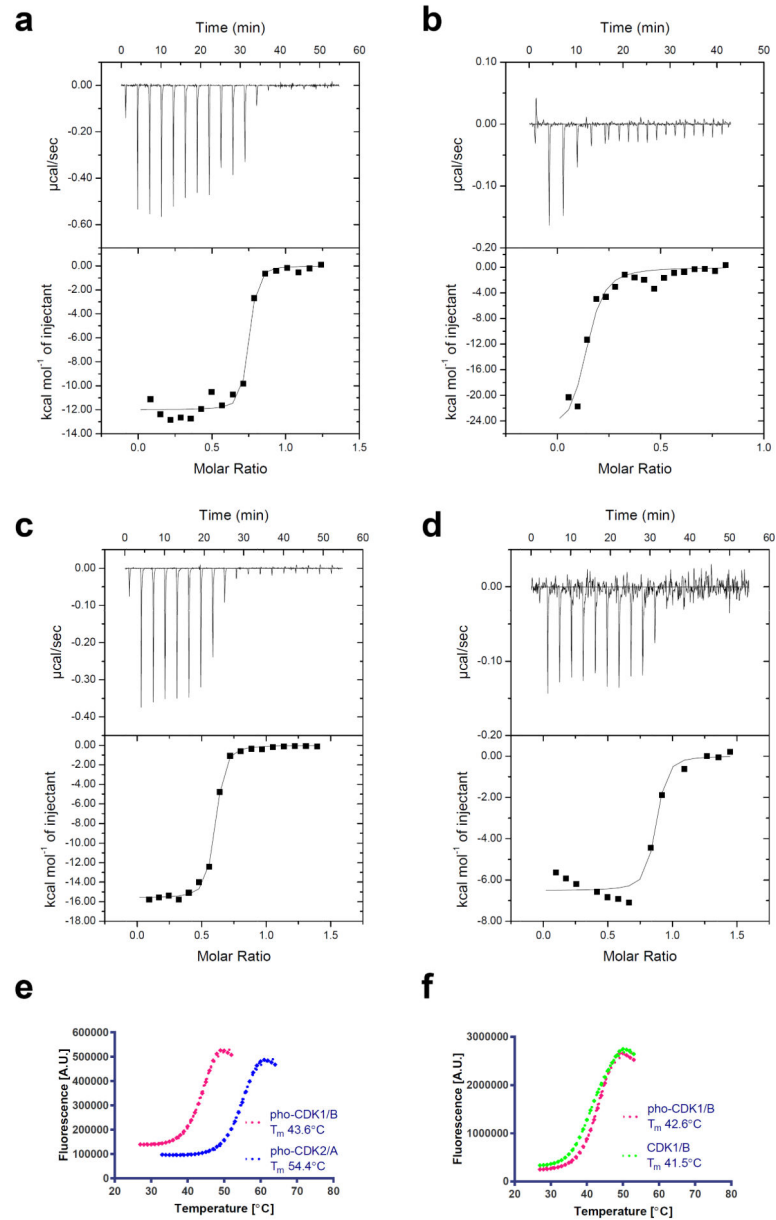 a
Time (min)
0 10 20 30 40 50 60
0.00
-0.20
-0.40
-0.60
µcal/sec
0.00
-2.00
-4.00
-6.00
-8.00
-10.00
-12.00
-14.00
kcal mol⁻¹ of injectant
0.0 0.5 1.0 1.5
Molar Ratio
b
Time (min)
0 10 20 30 40 50
0.10
0.00
-0.10
-0.20
µcal/sec
0.00
-4.00
-8.00
-12.00
-16.00
-20.00
-24.00
kcal mol⁻¹ of injectant
0.0 0.5 1.0
Molar Ratio
c
Time (min)
0 10 20 30 40 50 60
0.00
-0.10
-0.20
-0.30
-0.40
µcal/sec
0.00
-2.00
-4.00
-6.00
-8.00
-10.00
-12.00
-14.00
-16.00
-18.00
kcal mol⁻¹ of injectant
0.0 0.5 1.0 1.5
Molar Ratio
d
Time (min)
0 10 20 30 40 50 60
0.00
-0.10
-0.20
µcal/sec
0.00
-2.00
-4.00
-6.00
-8.00
kcal mol⁻¹ of injectant
0.0 0.5 1.0 1.5
Molar Ratio
e
600000
500000
400000
300000
200000
100000
0
Fluorescence [A.U.]
pho-CDK1/B
Tm 43.6°C
pho-CDK2/A
Tm 54.4°C
20 40 60 80
Temperature [°C]
f
3000000
2000000
1000000
0
Fluorescence [A.U.]
pho-CDK1/B
Tm 42.6°C
CDK1/B
Tm 41.5°C
20 40 60 80
Temperature [°C]